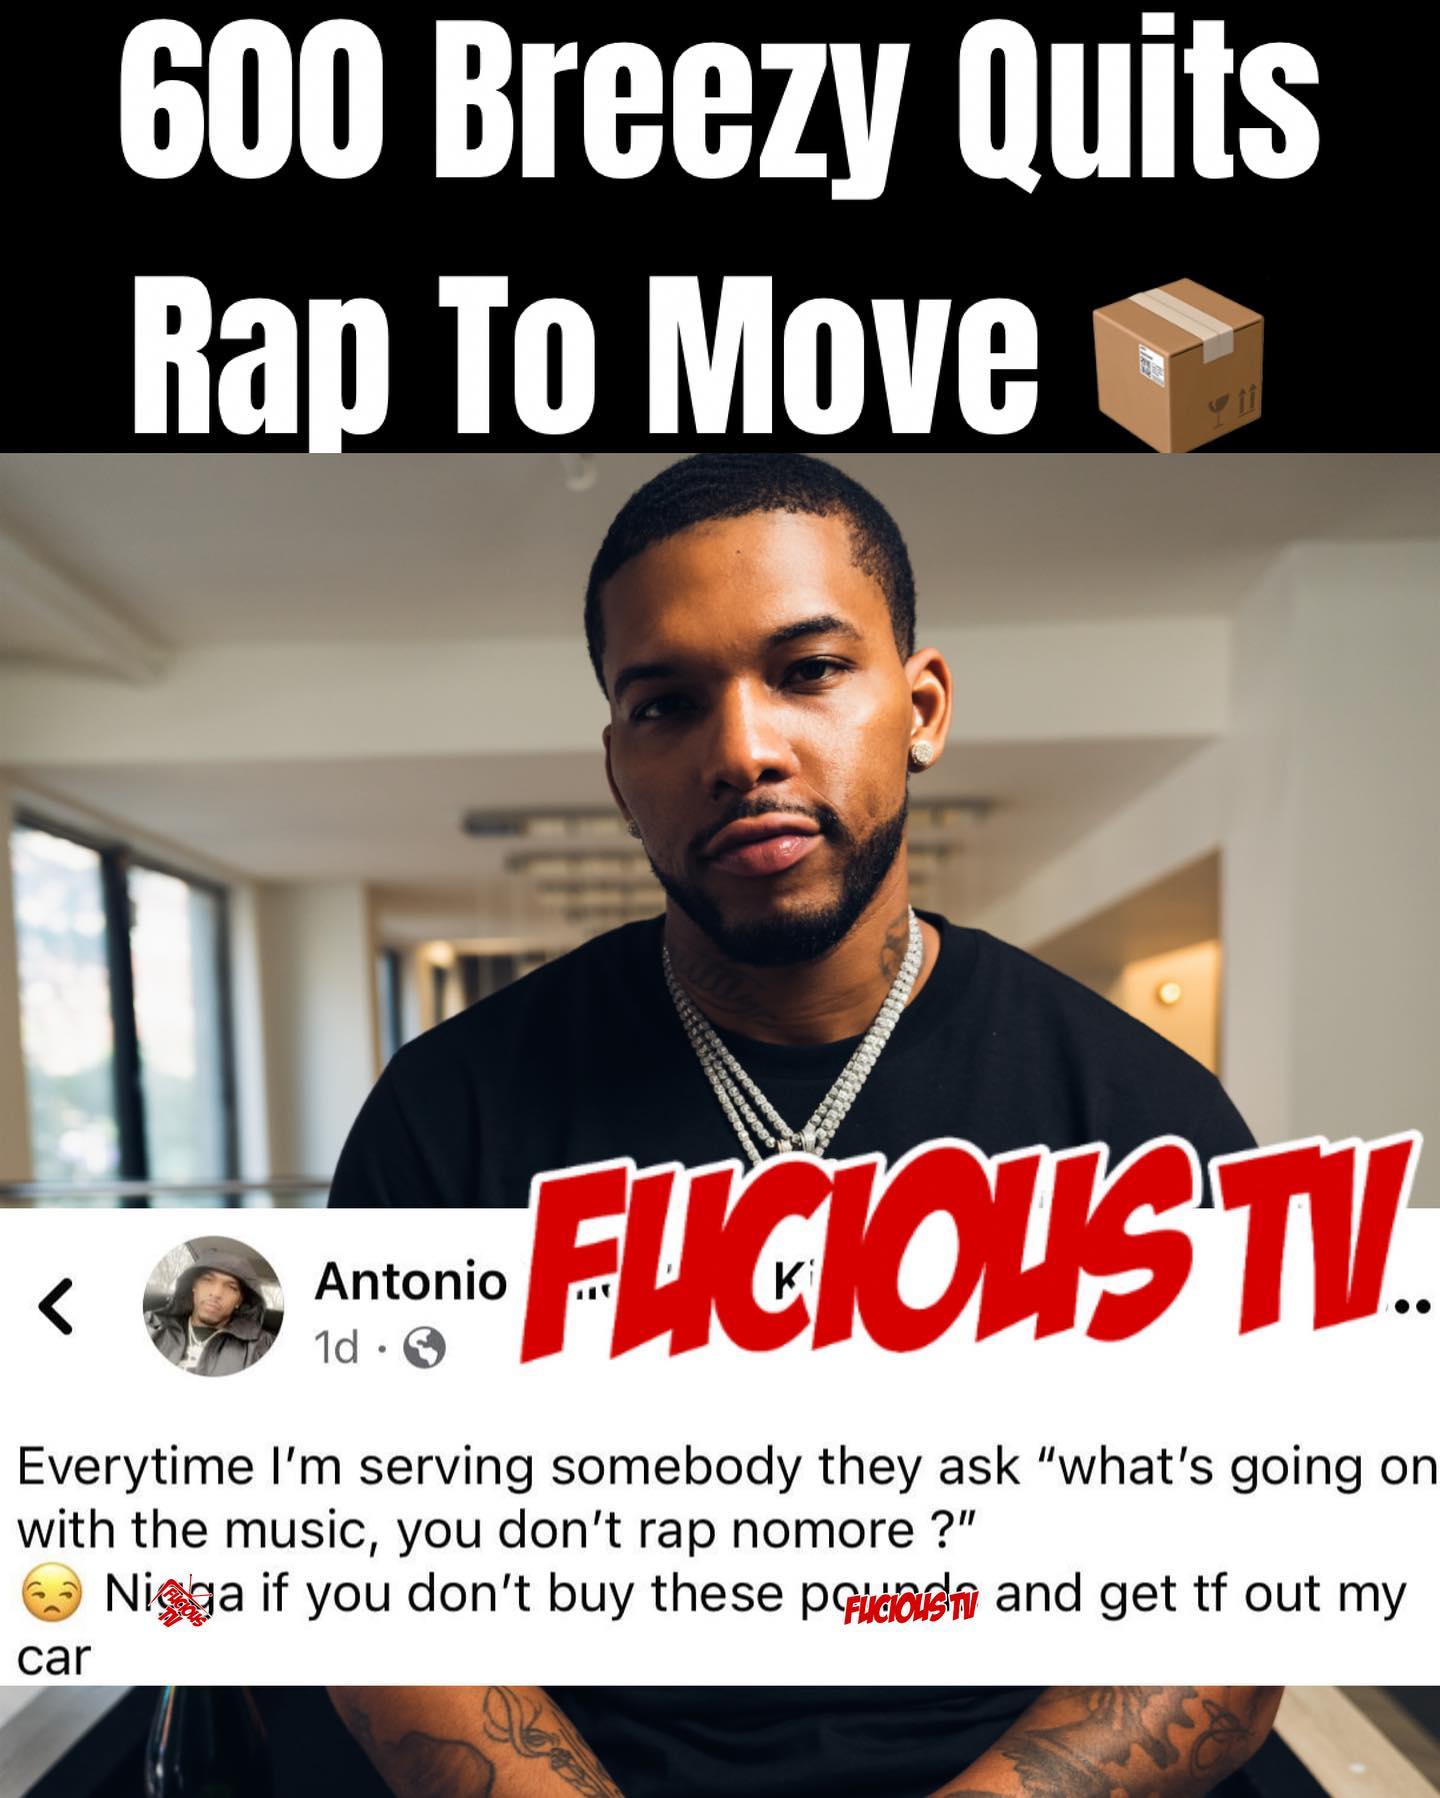 600 Breezy Quits
Rap To Move 📦
FUCIOUS TV
Antonio
1d ·
Everytime I’m serving somebody they ask “what’s going on
with the music, you don’t rap nomore ?”
😒 Nigga if you don’t buy these pounds and get tf out my
car
FUCIOUS TV
FUCIOUS TV